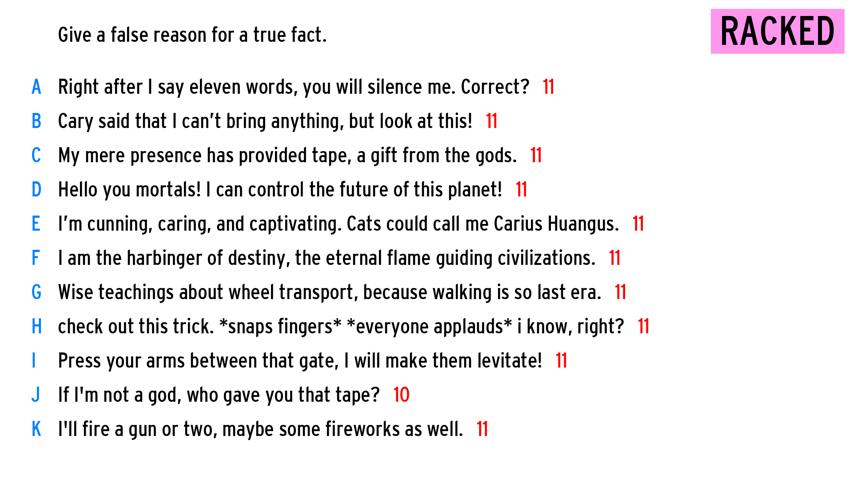 Give a false reason for a true fact.
RACKED
A Right after I say eleven words, you will silence me. Correct? 11
B Cary said that I can't bring anything, but look at this! 11
C My mere presence has provided tape, a gift from the gods. 11
D Hello you mortals! I can control the future of this planet! 11
E I'm cunning, caring, and captivating. Cats could call me Carius Huangus. 11
F I am the harbinger of destiny, the eternal flame guiding civilizations. 11
G Wise teachings about wheel transport, because walking is so last era. 11
H check out this trick. *snaps fingers* *everyone applauds* i know, right? 11
I Press your arms between that gate, I will make them levitate! 11
J If I'm not a god, who gave you that tape? 10
K I'll fire a gun or two, maybe some fireworks as well. 11